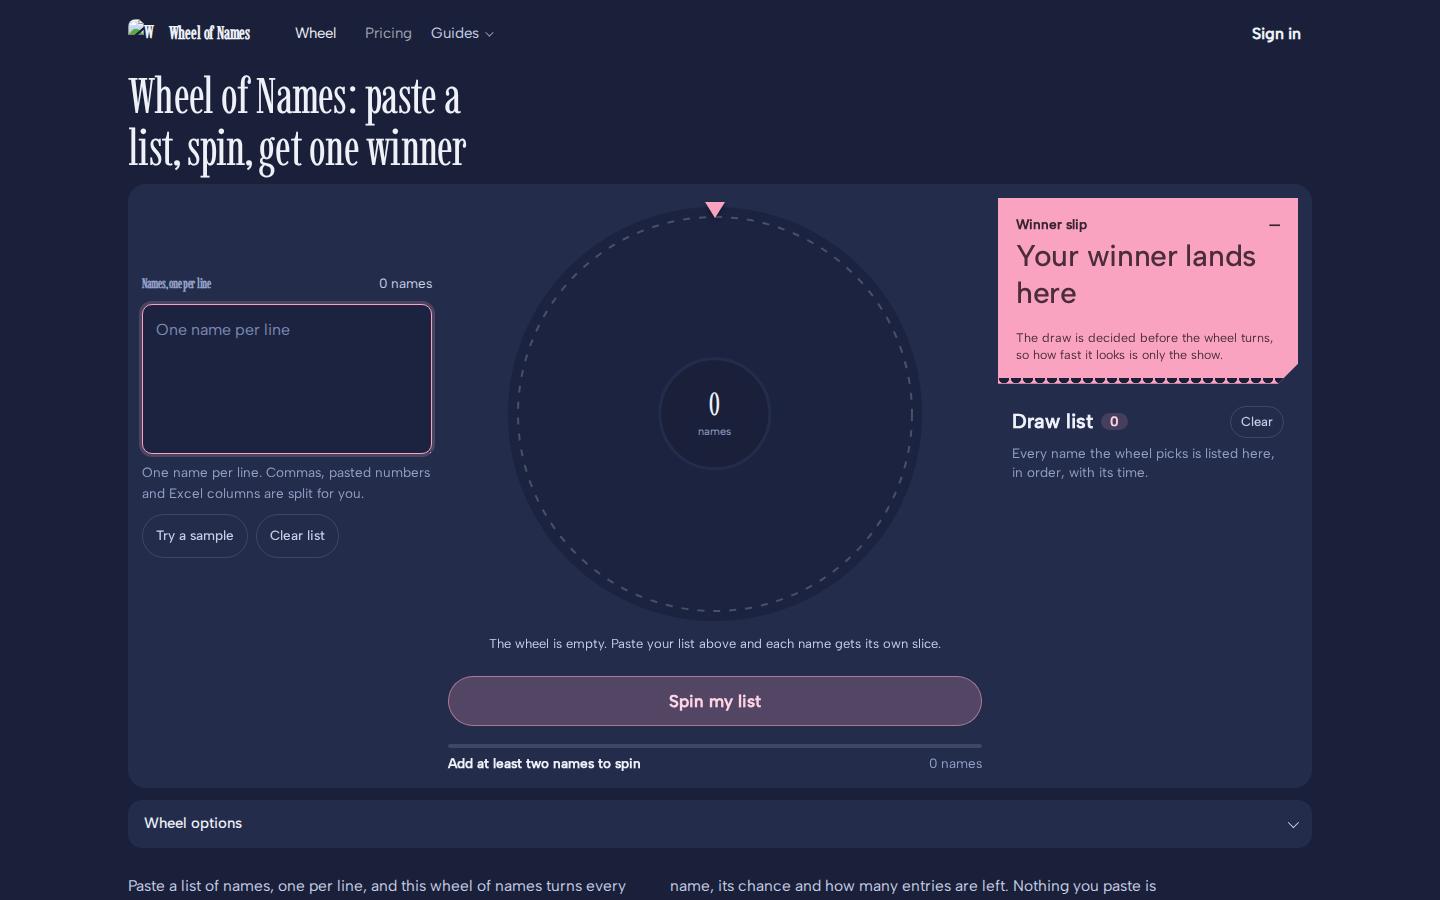 W Wheel of Names Wheel Pricing Guides Sign in
Wheel of Names: paste a
list, spin, get one winner
Names, one per line 0 names
One name per line
One name per line. Commas, pasted numbers
and Excel columns are split for you.
Try a sample Clear list
0
names
The wheel is empty. Paste your list above and each name gets its own slice.
Spin my list
Add at least two names to spin 0 names
Winner slip –
Your winner lands
here
The draw is decided before the wheel turns,
so how fast it looks is only the show.
Draw list 0 Clear
Every name the wheel picks is listed here,
in order, with its time.
Wheel options
Paste a list of names, one per line, and this wheel of names turns every
name, its chance and how many entries are left. Nothing you paste is